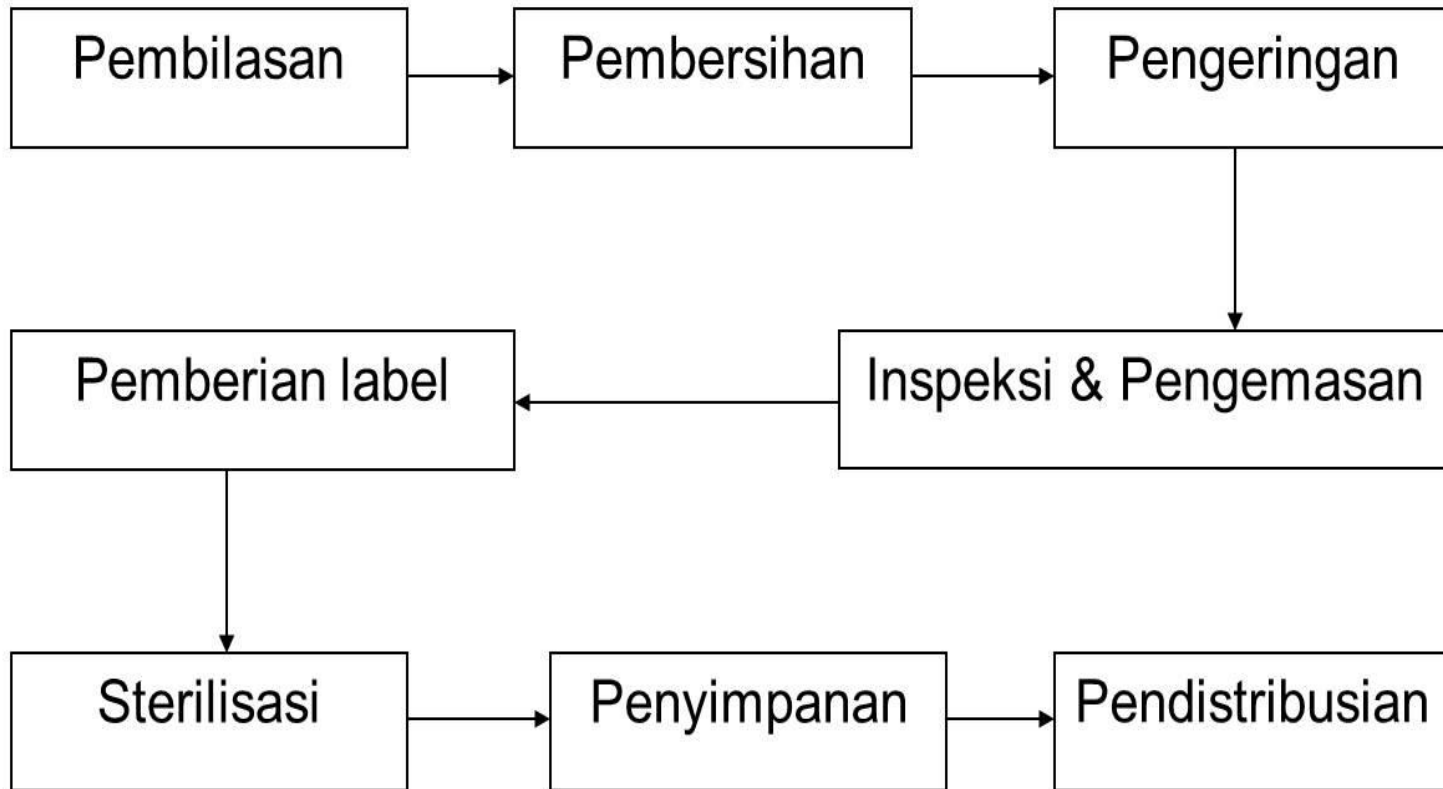 Pembilasan
Pembersihan
Pengeringan
Inspeksi & Pengemasan
Pemberian label
Sterilisasi
Penyimpanan
Pendistribusian